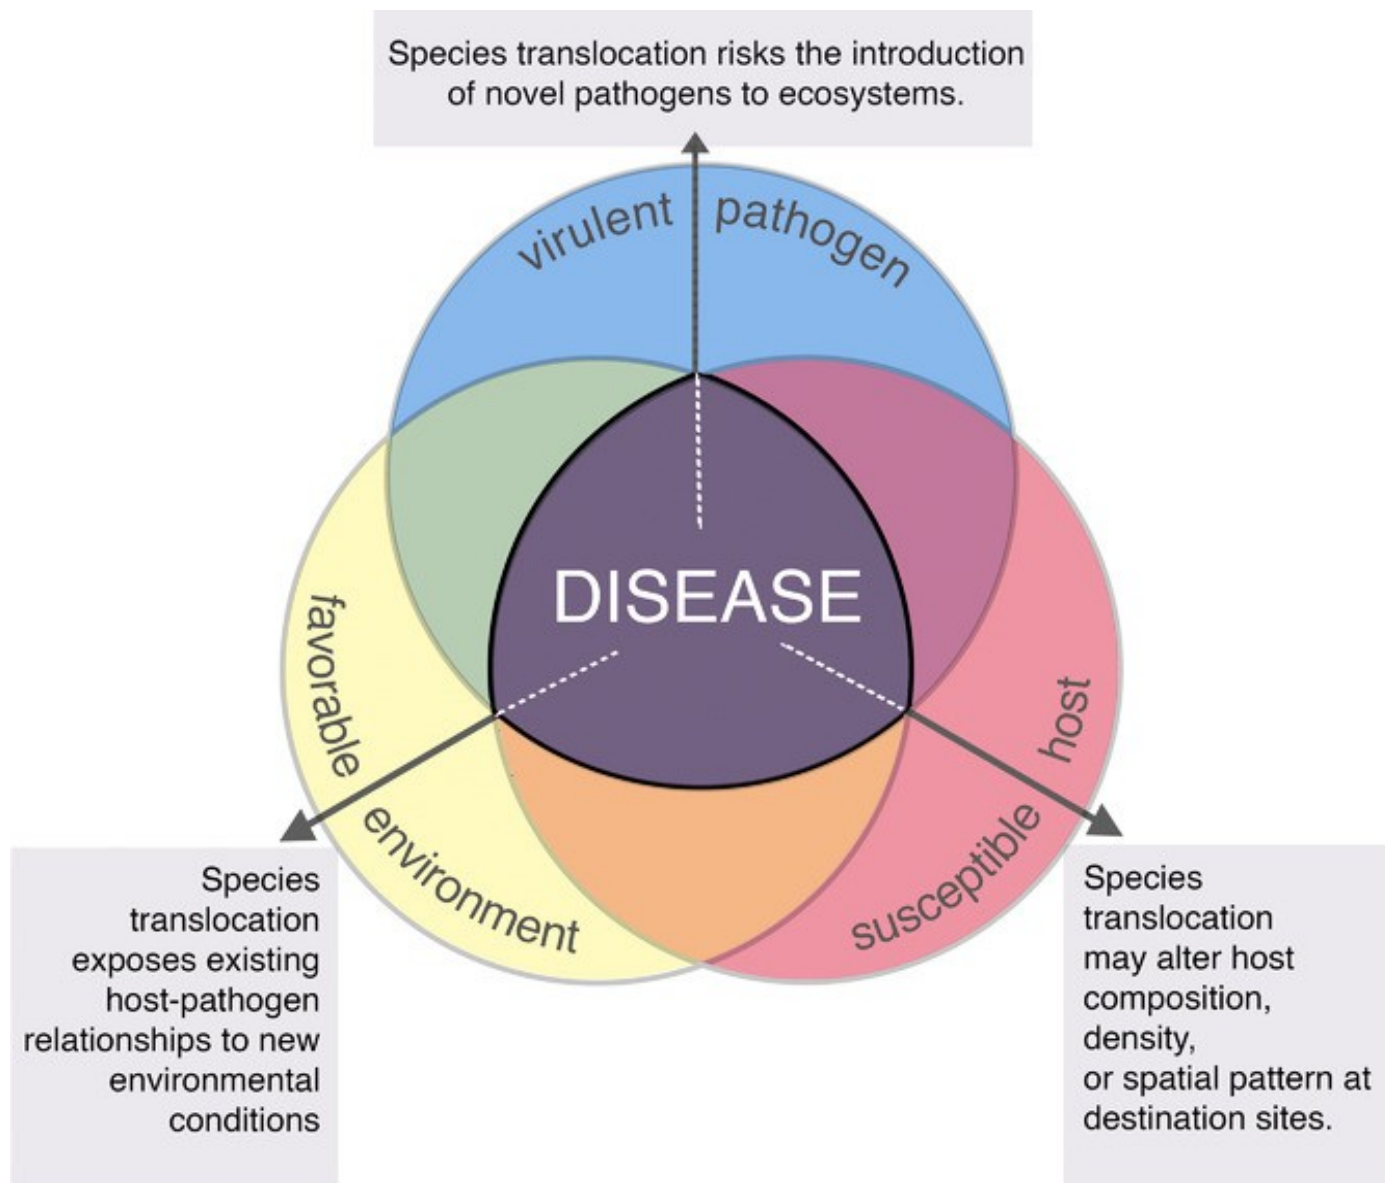 Species translocation risks the introduction
of novel pathogens to ecosystems.
virulent pathogen
DISEASE
favorable environment
susceptible host
Species
translocation
exposes existing
host-pathogen
relationships to new
environmental
conditions
Species
translocation
may alter host
composition,
density,
or spatial pattern at
destination sites.